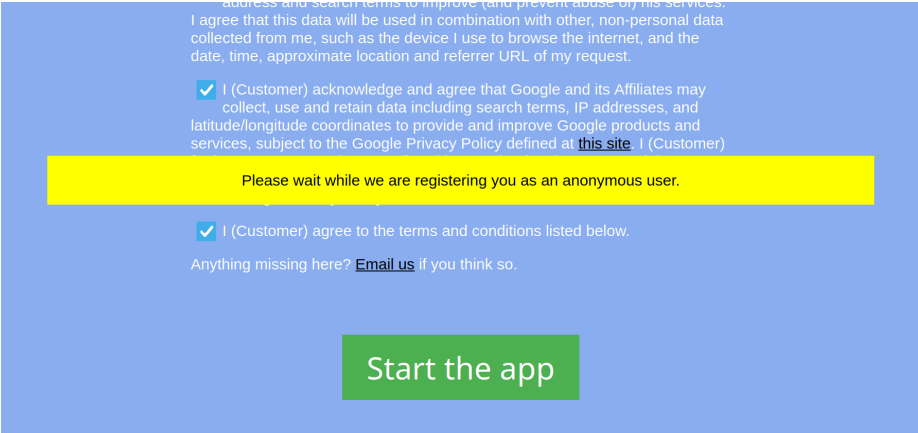 address and search terms to improve (and prevent abuse of) his services.
I agree that this data will be used in combination with other, non-personal data
collected from me, such as the device I use to browse the internet, and the
date, time, approximate location and referrer URL of my request.
I (Customer) acknowledge and agree that Google and its Affiliates may
collect, use and retain data including search terms, IP addresses, and
latitude/longitude coordinates to provide and improve Google products and
services, subject to the Google Privacy Policy defined at this site. I (Customer)
Please wait while we are registering you as an anonymous user.
I (Customer) agree to the terms and conditions listed below.
Anything missing here? Email us if you think so.
Start the app